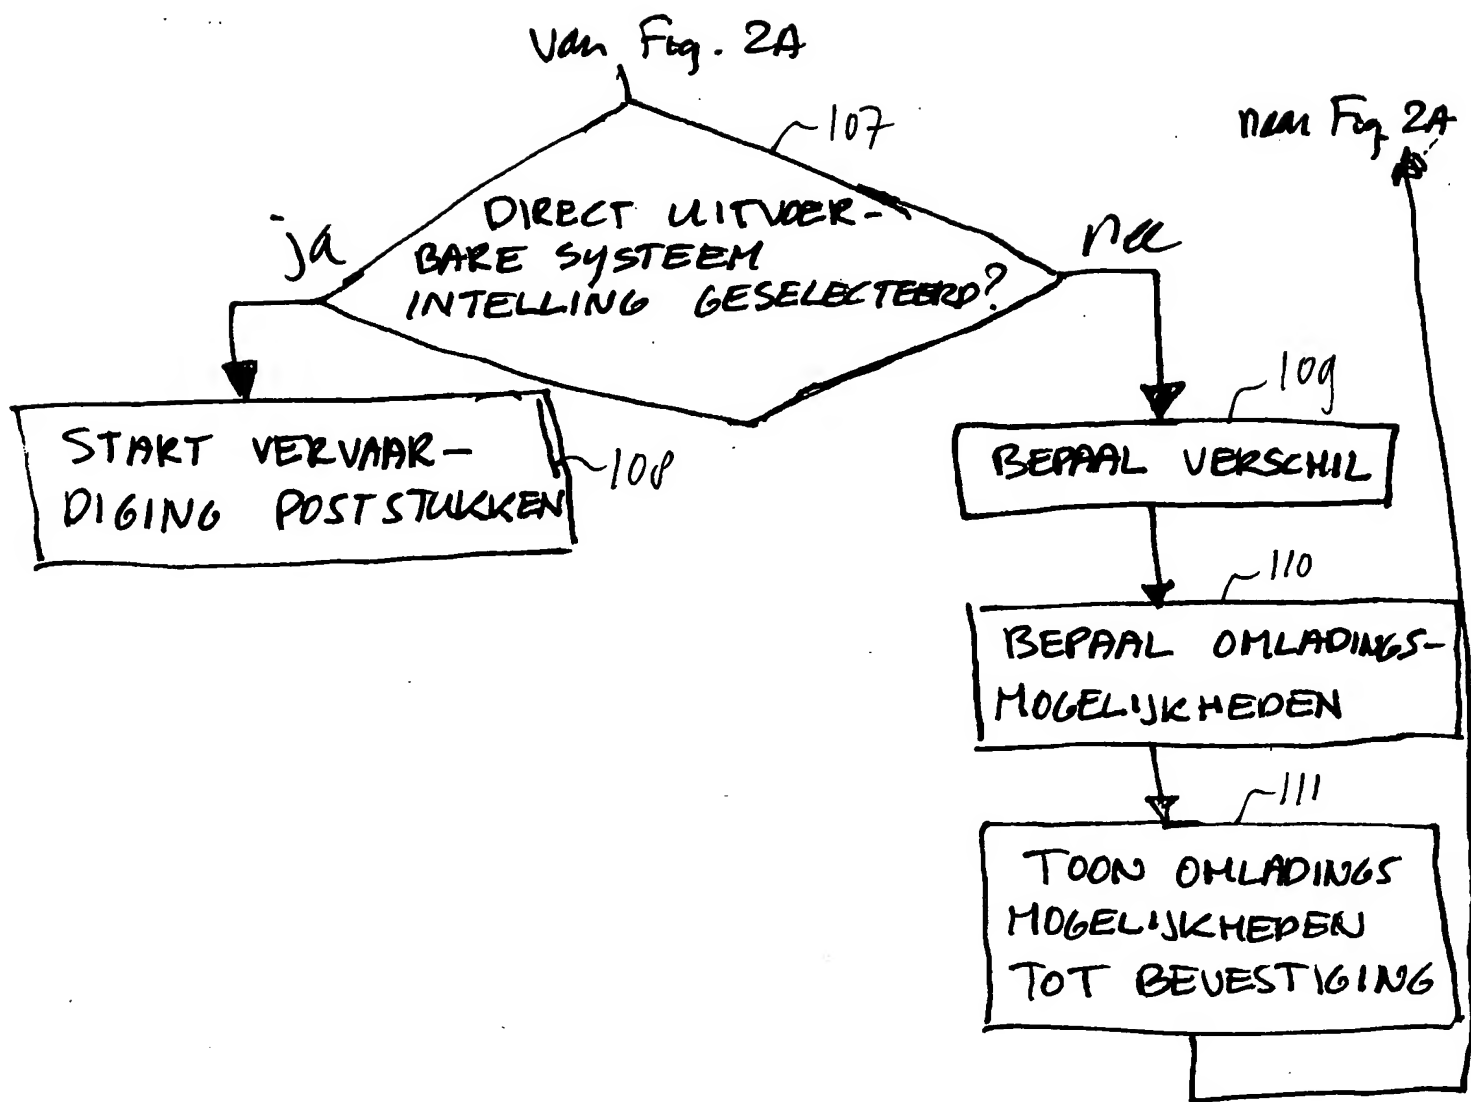 van Fig. 2A
107
naar Fig 2A
ja
DIRECT UITVOER-
BARE SYSTEEM
INTELLING GESELECTEERD?
nee
START VERVAAR-
DIGING POSTSTUKKEN
108
109
BEPAAL VERSCHIL
110
BEPAAL OMLADINGS-
MOGELIJKHEDEN
111
TOON OMLADINGS
MOGELIJKHEDEN
TOT BEVESTIGING